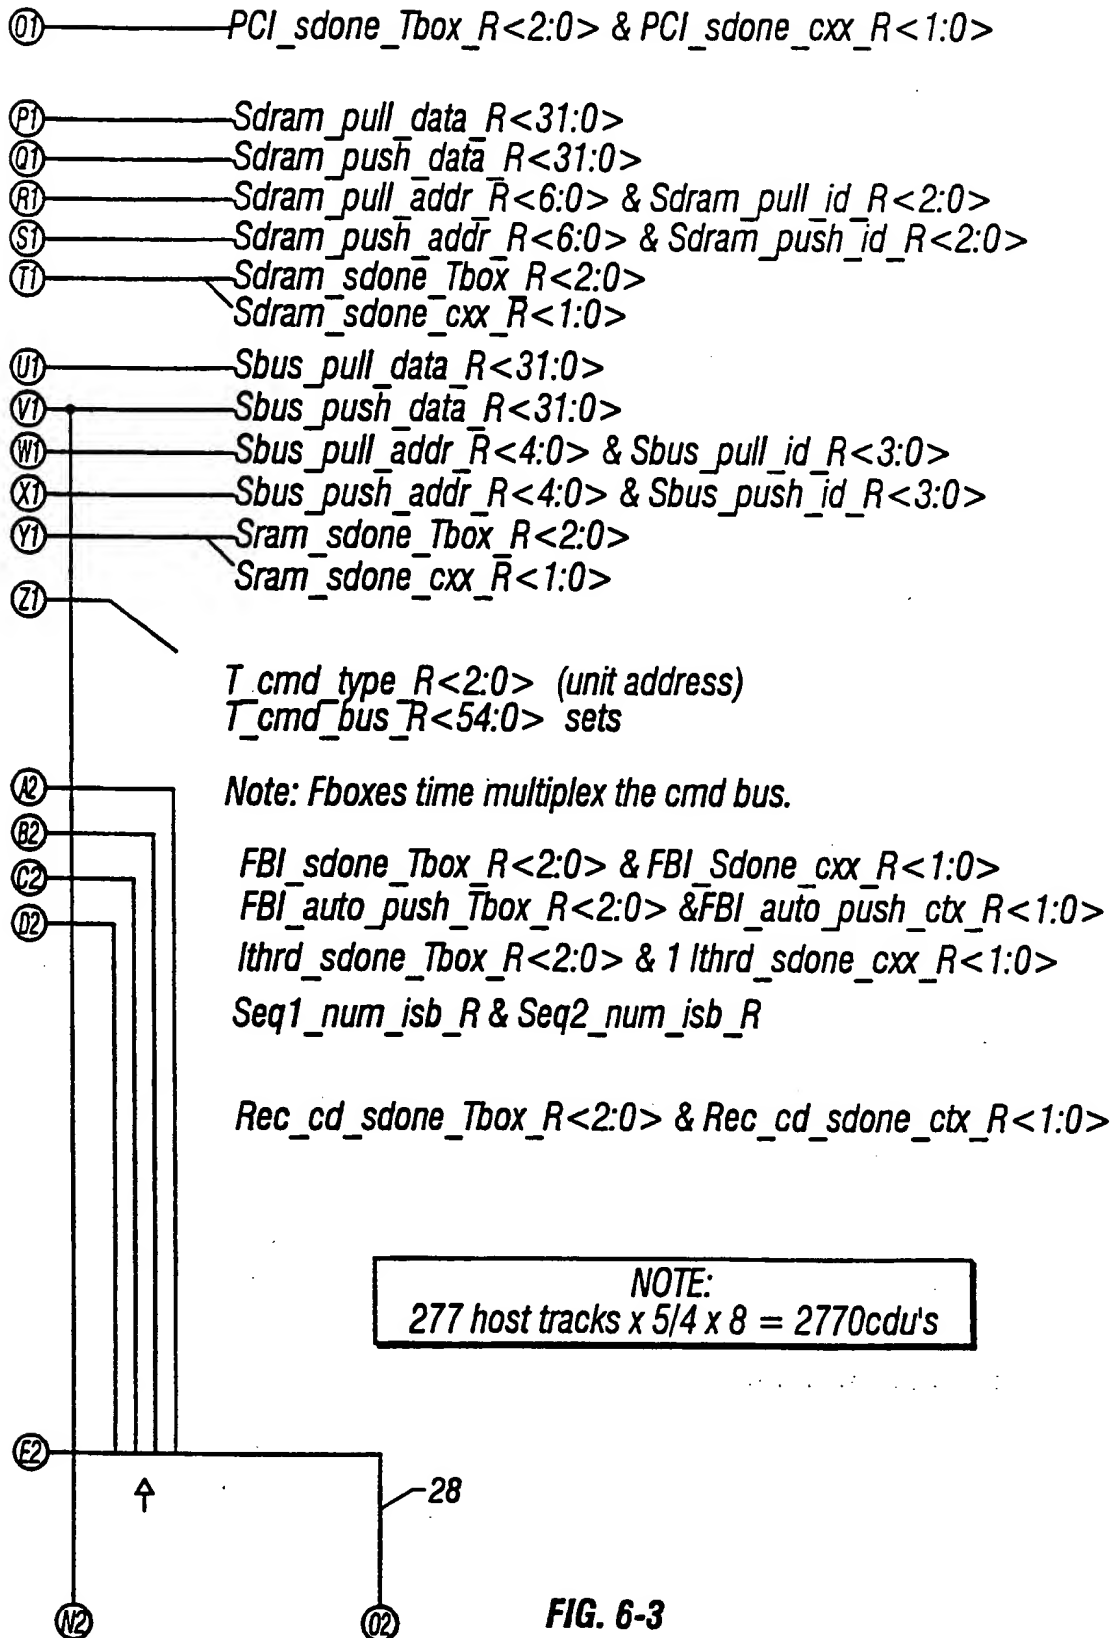 O1 PCI_sdone_Tbox_R<2:0> & PCI_sdone_cxx_R<1:0>
P1 Sdram_pull_data_R<31:0>
Q1 Sdram_push_data_R<31:0>
R1 Sdram_pull_addr_R<6:0> & Sdram_pull_id_R<2:0>
S1 Sdram_push_addr_R<6:0> & Sdram_push_id_R<2:0>
T1 Sdram_sdone_Tbox_R<2:0>
Sdram_sdone_cxx_R<1:0>
U1 Sbus_pull_data_R<31:0>
V1 Sbus_push_data_R<31:0>
W1 Sbus_pull_addr_R<4:0> & Sbus_pull_id_R<3:0>
X1 Sbus_push_addr_R<4:0> & Sbus_push_id_R<3:0>
Y1 Sram_sdone_Tbox_R<2:0>
Sram_sdone_cxx_R<1:0>
Z1
T_cmd_type_R<2:0> (unit address)
T_cmd_bus_R<54:0> sets
A2 Note: Fboxes time multiplex the cmd bus.
B2
FBI_sdone_Tbox_R<2:0> & FBI_Sdone_cxx_R<1:0>
C2
FBI_auto_push_Tbox_R<2:0> &FBI_auto_push_ctx_R<1:0>
D2
Ithrd_sdone_Tbox_R<2:0> & 1 Ithrd_sdone_cxx_R<1:0>
Seq1_num_isb_R & Seq2_num_isb_R
Rec_cd_sdone_Tbox_R<2:0> & Rec_cd_sdone_ctx_R<1:0>
NOTE:
277 host tracks x 5/4 x 8 = 2770cdu's
E2
28
N2
O2
FIG. 6-3